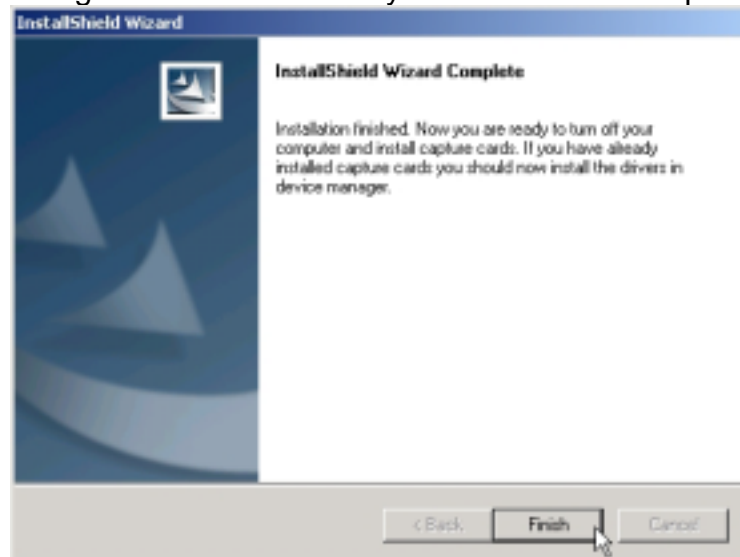 InstallShield Wizard
InstallShield Wizard Complete
Installation finished. Now you are ready to turn off your
computer and install capture cards. If you have already
installed capture cards you should now install the drivers in
device manager.
< Back
Finish
Cancel